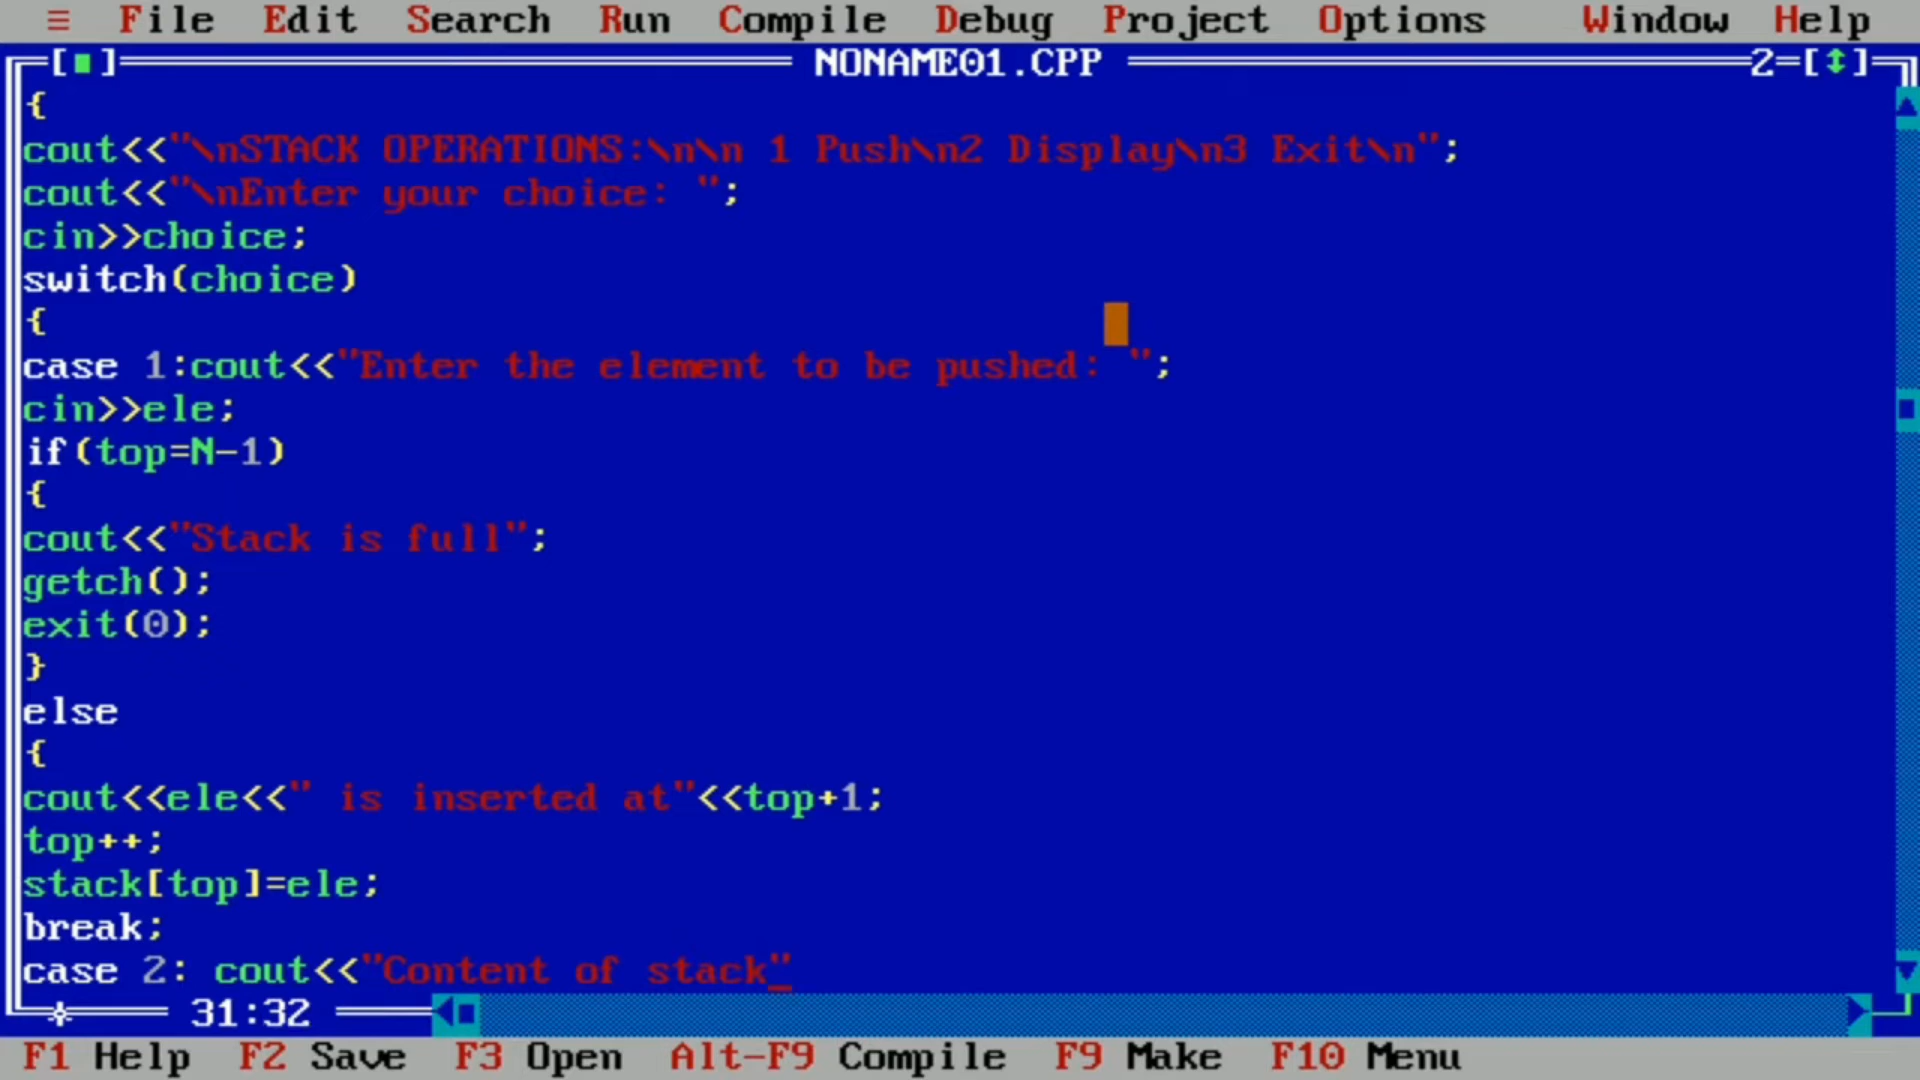 ≡ File Edit Search Run Compile Debug Project Options Window Help
[■] NONAME01.CPP 2=[↕]
{
cout<<"\nSTACK OPERATIONS:\n\n 1 Push\n2 Display\n3 Exit\n";
cout<<"\nEnter your choice: ";
cin>>choice;
switch(choice)
{
case 1:cout<<"Enter the element to be pushed: ";
cin>>ele;
if(top=N-1)
{
cout<<"Stack is full";
getch();
exit(0);
}
else
{
cout<<ele<<" is inserted at"<<top+1;
top++;
stack[top]=ele;
break;
case 2: cout<<"Content of stack"
31:32
F1 Help F2 Save F3 Open Alt-F9 Compile F9 Make F10 Menu